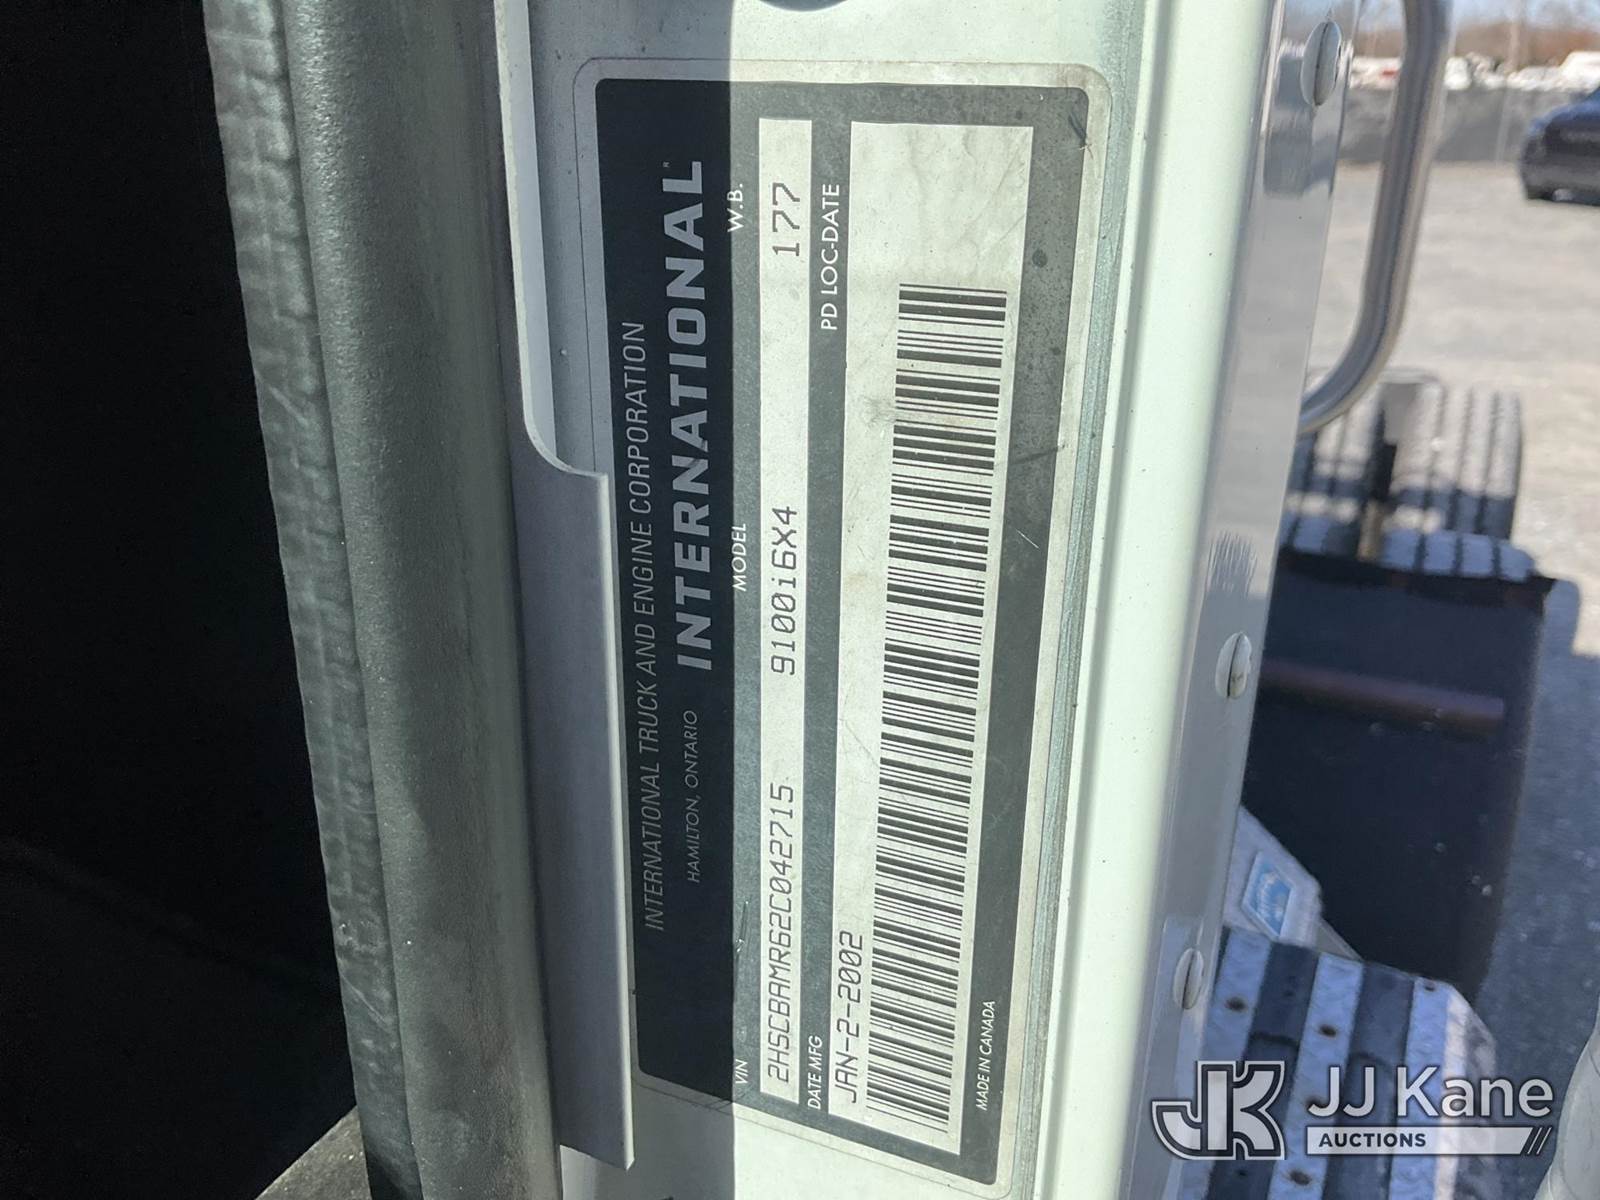 INTERNATIONAL TRUCK AND ENGINE CORPORATION
HAMILTON, ONTARIO INTERNATIONAL
VIN MODEL W.B.
2HSCBAMR62C042715 9100i6X4 177
DATE MFG PD LOC-DATE
JAN-2-2002
MADE IN CANADA
JK JJ Kane
AUCTIONS